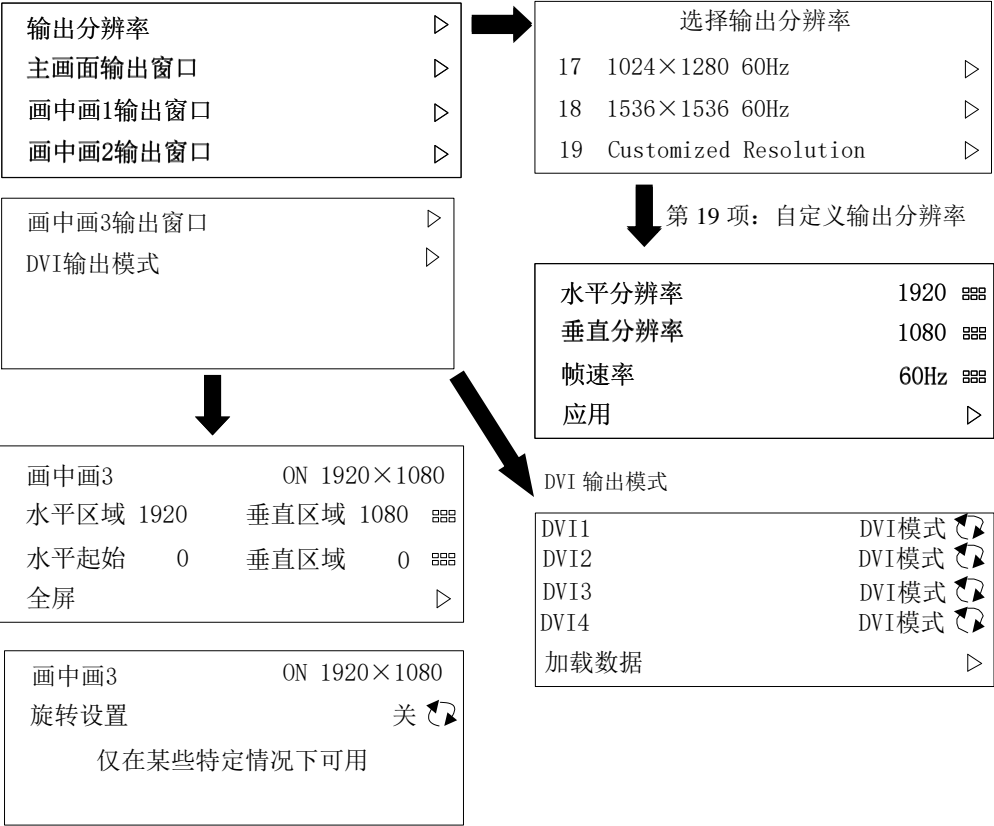 输出分辨率
主画面输出窗口
画中画1输出窗口
画中画2输出窗口
选择输出分辨率
17 1024×1280 60Hz
18 1536×1536 60Hz
19 Customized Resolution
画中画3输出窗口
DVI输出模式
第 19 项：自定义输出分辨率
水平分辨率 1920
垂直分辨率 1080
帧速率 60Hz
应用
画中画3 ON 1920×1080
水平区域 1920 垂直区域 1080
水平起始 0 垂直区域 0
全屏
DVI 输出模式
DVI1 DVI模式
DVI2 DVI模式
DVI3 DVI模式
DVI4 DVI模式
加载数据
画中画3 ON 1920×1080
旋转设置 关
仅在某些特定情况下可用